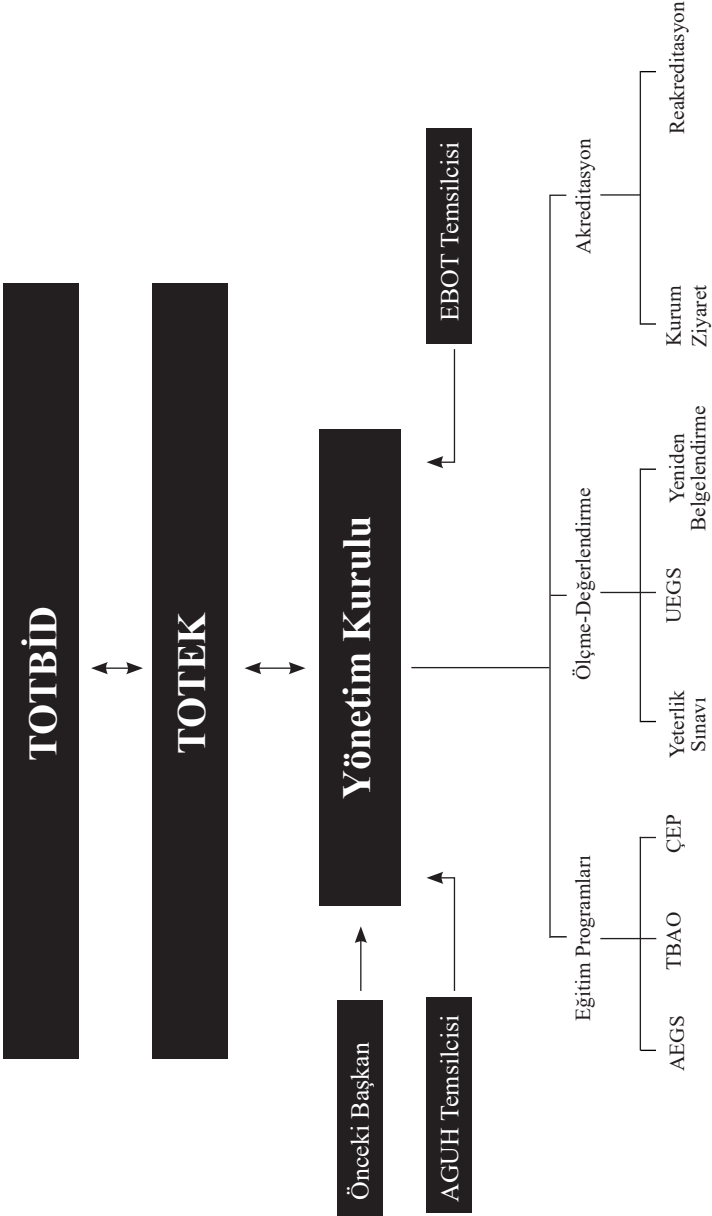 TOTBİD
TOTEK
Yönetim Kurulu
Önceki Başkan
AGUH Temsilcisi
EBOT Temsilcisi
Eğitim Programları
Ölçme-Değerlendirme
Akreditasyon
AEGS
TBAO
ÇEP
Yeterlik
Sınavı
UEGS
Yeniden
Belgelendirme
Kurum
Ziyaret
Reakreditasyon